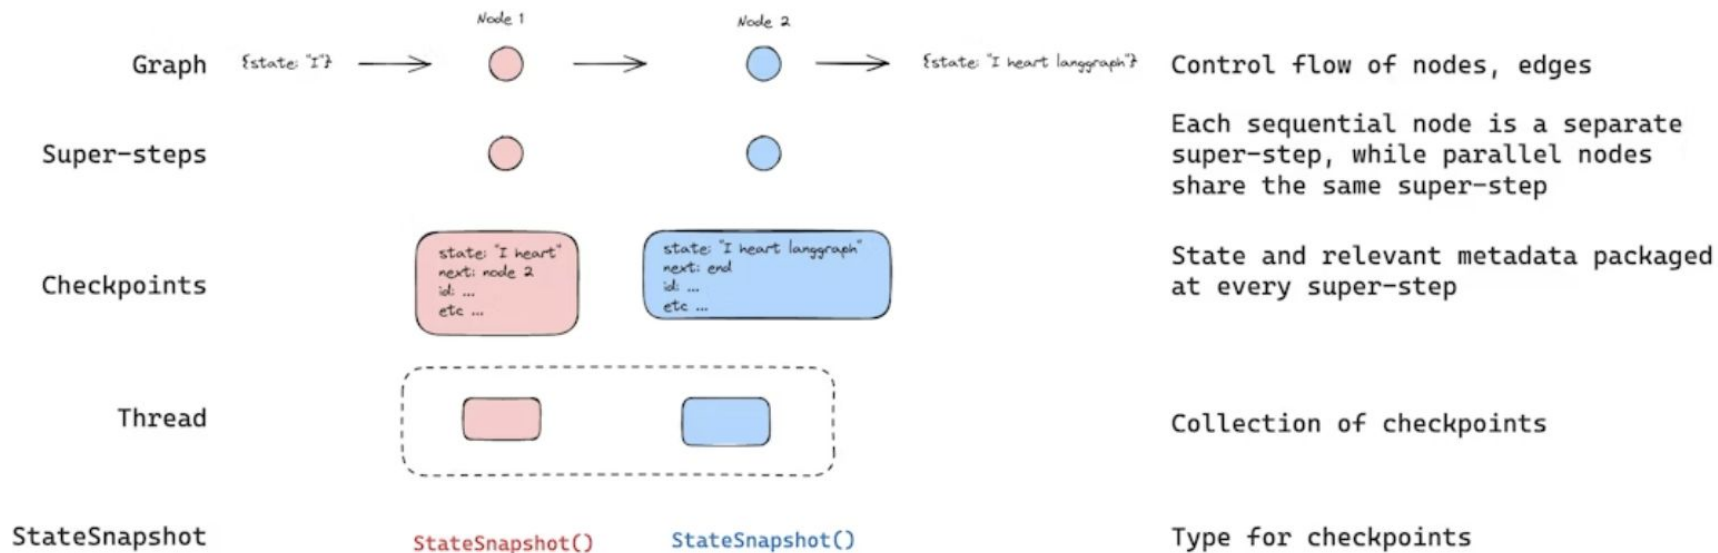 Node 1
Node 2
Graph
{state: "I"}
{state: "I heart langgraph"}
Control flow of nodes, edges
Super-steps
Each sequential node is a separate
super-step, while parallel nodes
share the same super-step
Checkpoints
state: "I heart"
next: node 2
id: ...
etc ...
state: "I heart langgraph"
next: end
id: ...
etc ...
State and relevant metadata packaged
at every super-step
Thread
Collection of checkpoints
StateSnapshot
StateSnapshot()
StateSnapshot()
Type for checkpoints